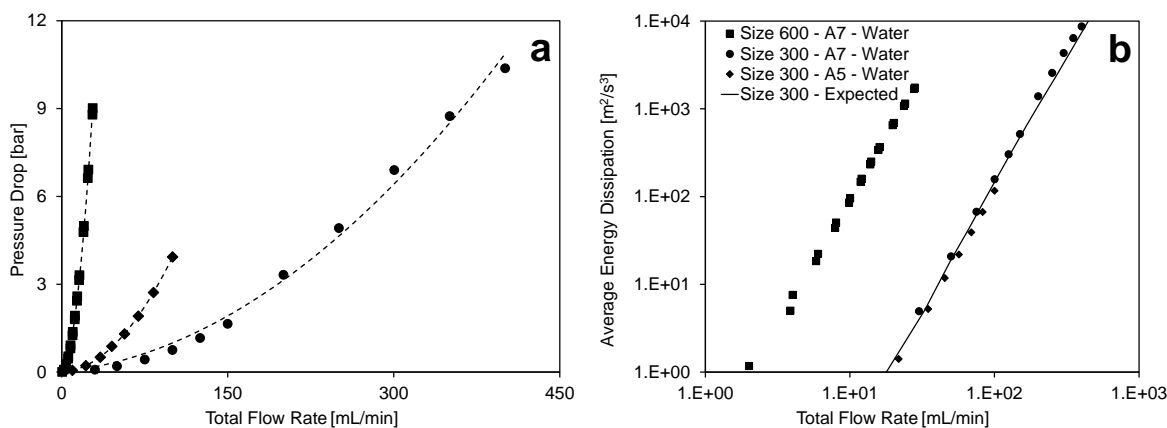 a
Pressure Drop [bar]
12
9
6
3
0
0
150
300
450
Total Flow Rate [mL/min]
b
Average Energy Dissipation [m²/s³]
1.E+04
1.E+03
1.E+02
1.E+01
1.E+00
Size 600 - A7 - Water
Size 300 - A7 - Water
Size 300 - A5 - Water
Size 300 - Expected
1.E+00
1.E+01
1.E+02
1.E+03
Total Flow Rate [mL/min]